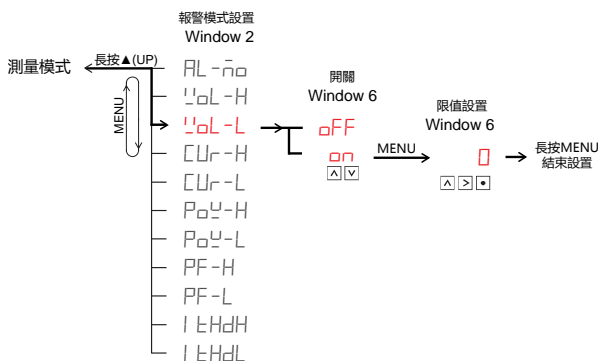 報警模式設置
Window 2
測量模式
長按▲(UP)
MENU
AL-no
VoL-H
VoL-L
CUr-H
CUr-L
PoW-H
PoW-L
PF-H
PF-L
ItHdH
ItHdL
開關
Window 6
oFF
on
MENU
限值設置
Window 6
0
長按MENU
結束設置